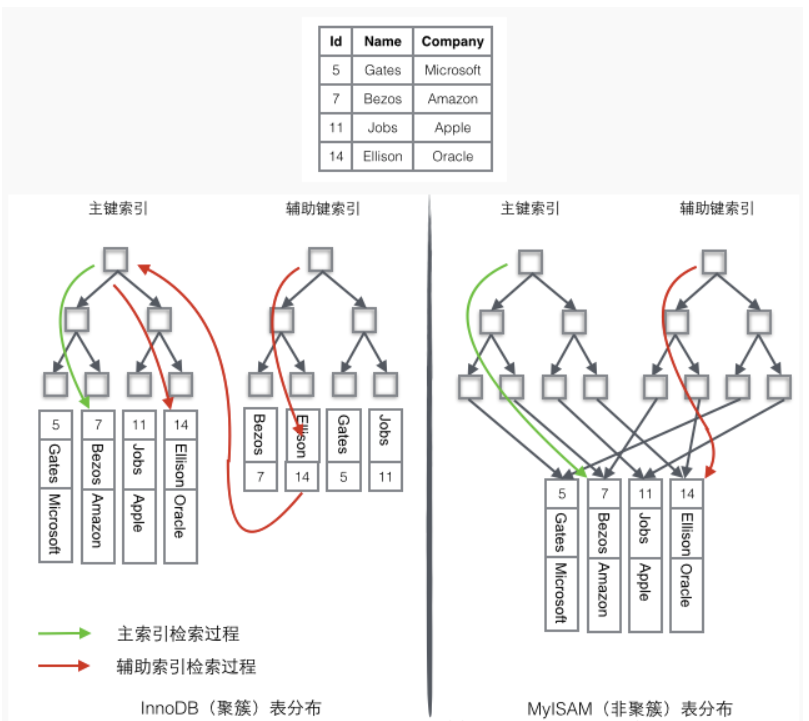 Id Name Company
5 Gates Microsoft
7 Bezos Amazon
11 Jobs Apple
14 Ellison Oracle
主键索引 辅助键索引 主键索引 辅助键索引
5 7 11 14
Gates Bezos Jobs Ellison
Microsoft Amazon Apple Oracle
Bezos Ellison Gates Jobs
7 14 5 11
5 7 11 14
Gates Bezos Jobs Ellison
Microsoft Amazon Apple Oracle
主索引检索过程
辅助索引检索过程
InnoDB（聚簇）表分布 MyISAM（非聚簇）表分布